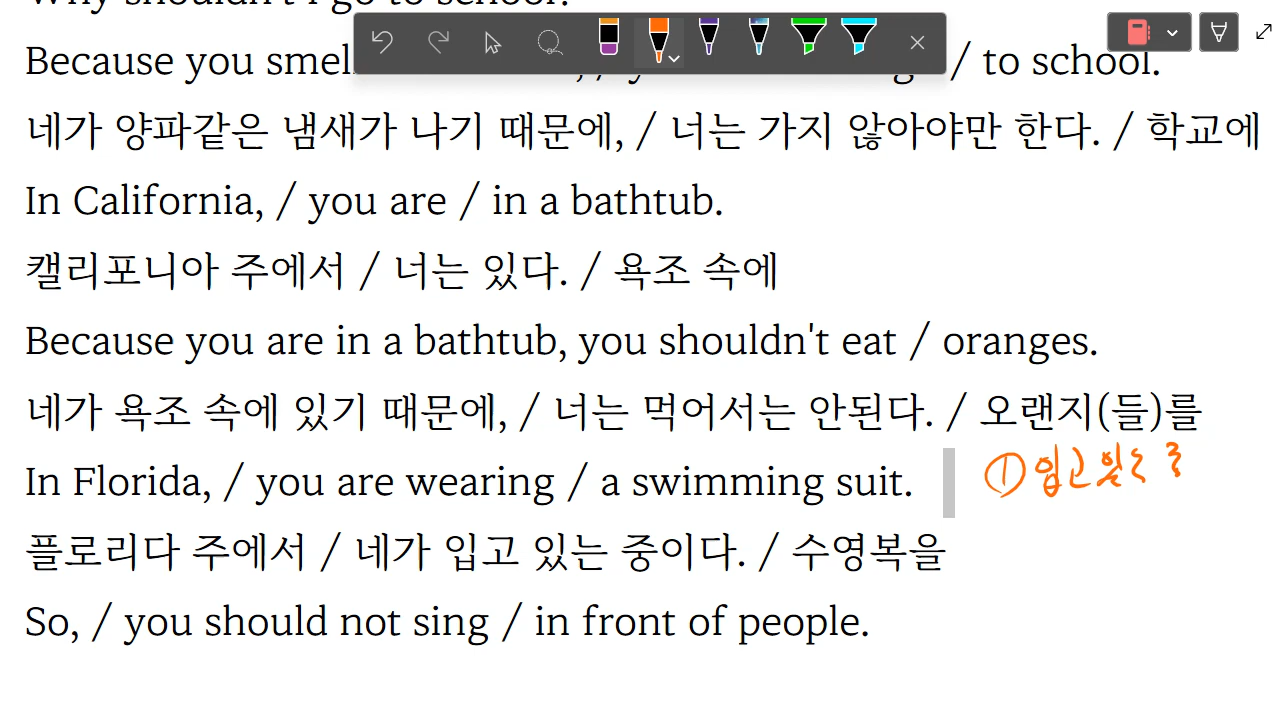 Why shouldn't I go to school?
Because you smell / to school.
네가 양파같은 냄새가 나기 때문에, / 너는 가지 않아야만 한다. / 학교에
In California, / you are / in a bathtub.
캘리포니아 주에서 / 너는 있다. / 욕조 속에
Because you are in a bathtub, you shouldn't eat / oranges.
네가 욕조 속에 있기 때문에, / 너는 먹어서는 안된다. / 오랜지(들)를
In Florida, / you are wearing / a swimming suit. ① 입고 있는
플로리다 주에서 / 네가 입고 있는 중이다. / 수영복을
So, / you should not sing / in front of people.